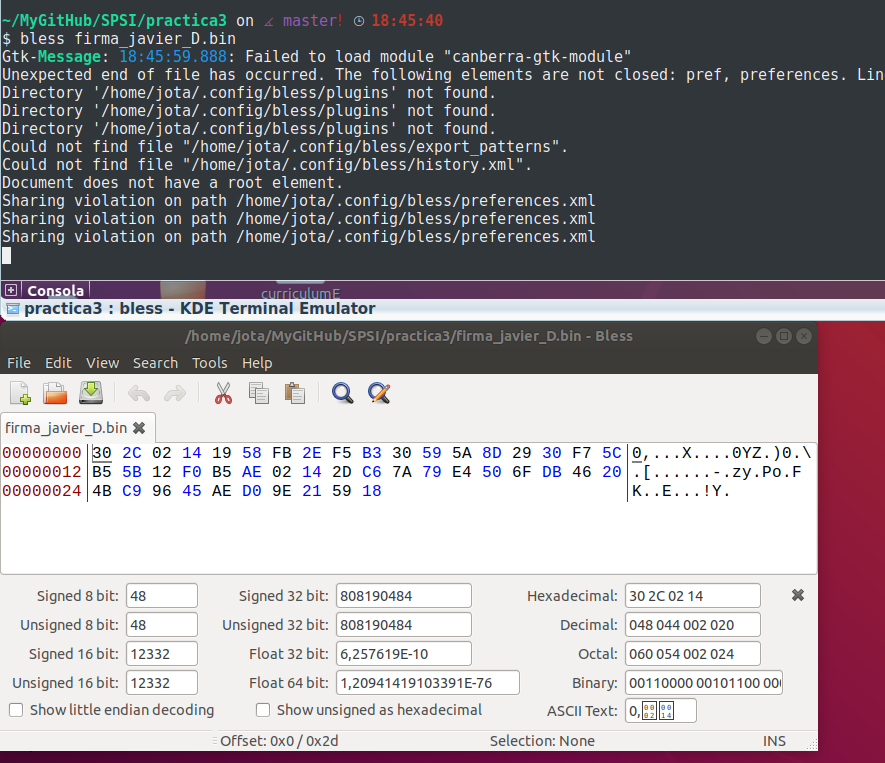 ~/MyGitHub/SPSI/practica3 on master! 18:45:40
$ bless firma_javier_D.bin
Gtk-Message: 18:45:59.888: Failed to load module "canberra-gtk-module"
Unexpected end of file has occurred. The following elements are not closed: pref, preferences. Lin
Directory '/home/jota/.config/bless/plugins' not found.
Directory '/home/jota/.config/bless/plugins' not found.
Directory '/home/jota/.config/bless/plugins' not found.
Could not find file "/home/jota/.config/bless/export_patterns".
Could not find file "/home/jota/.config/bless/history.xml".
Document does not have a root element.
Sharing violation on path /home/jota/.config/bless/preferences.xml
Sharing violation on path /home/jota/.config/bless/preferences.xml
Sharing violation on path /home/jota/.config/bless/preferences.xml
Consola
curriculumE
practica3 : bless - KDE Terminal Emulator
/home/jota/MyGitHub/SPSI/practica3/firma_javier_D.bin - Bless
File Edit View Search Tools Help
firma_javier_D.bin
00000000 30 2C 02 14 19 58 FB 2E F5 B3 30 59 5A 8D 29 30 F7 5C 0,...X....0YZ.)0.\
00000012 B5 5B 12 F0 B5 AE 02 14 2D C6 7A 79 E4 50 6F DB 46 20 .[......-.zy.Po.F
00000024 4B C9 96 45 AE D0 9E 21 59 18 K..E...!Y.
Signed 8 bit: 48 Signed 32 bit: 808190484 Hexadecimal: 30 2C 02 14
Unsigned 8 bit: 48 Unsigned 32 bit: 808190484 Decimal: 048 044 002 020
Signed 16 bit: 12332 Float 32 bit: 6,257619E-10 Octal: 060 054 002 024
Unsigned 16 bit: 12332 Float 64 bit: 1,20941419103391E-76 Binary: 00110000 00101100 000
Show little endian decoding Show unsigned as hexadecimal ASCII Text: 0, 0002 0014
Offset: 0x0 / 0x2d Selection: None INS